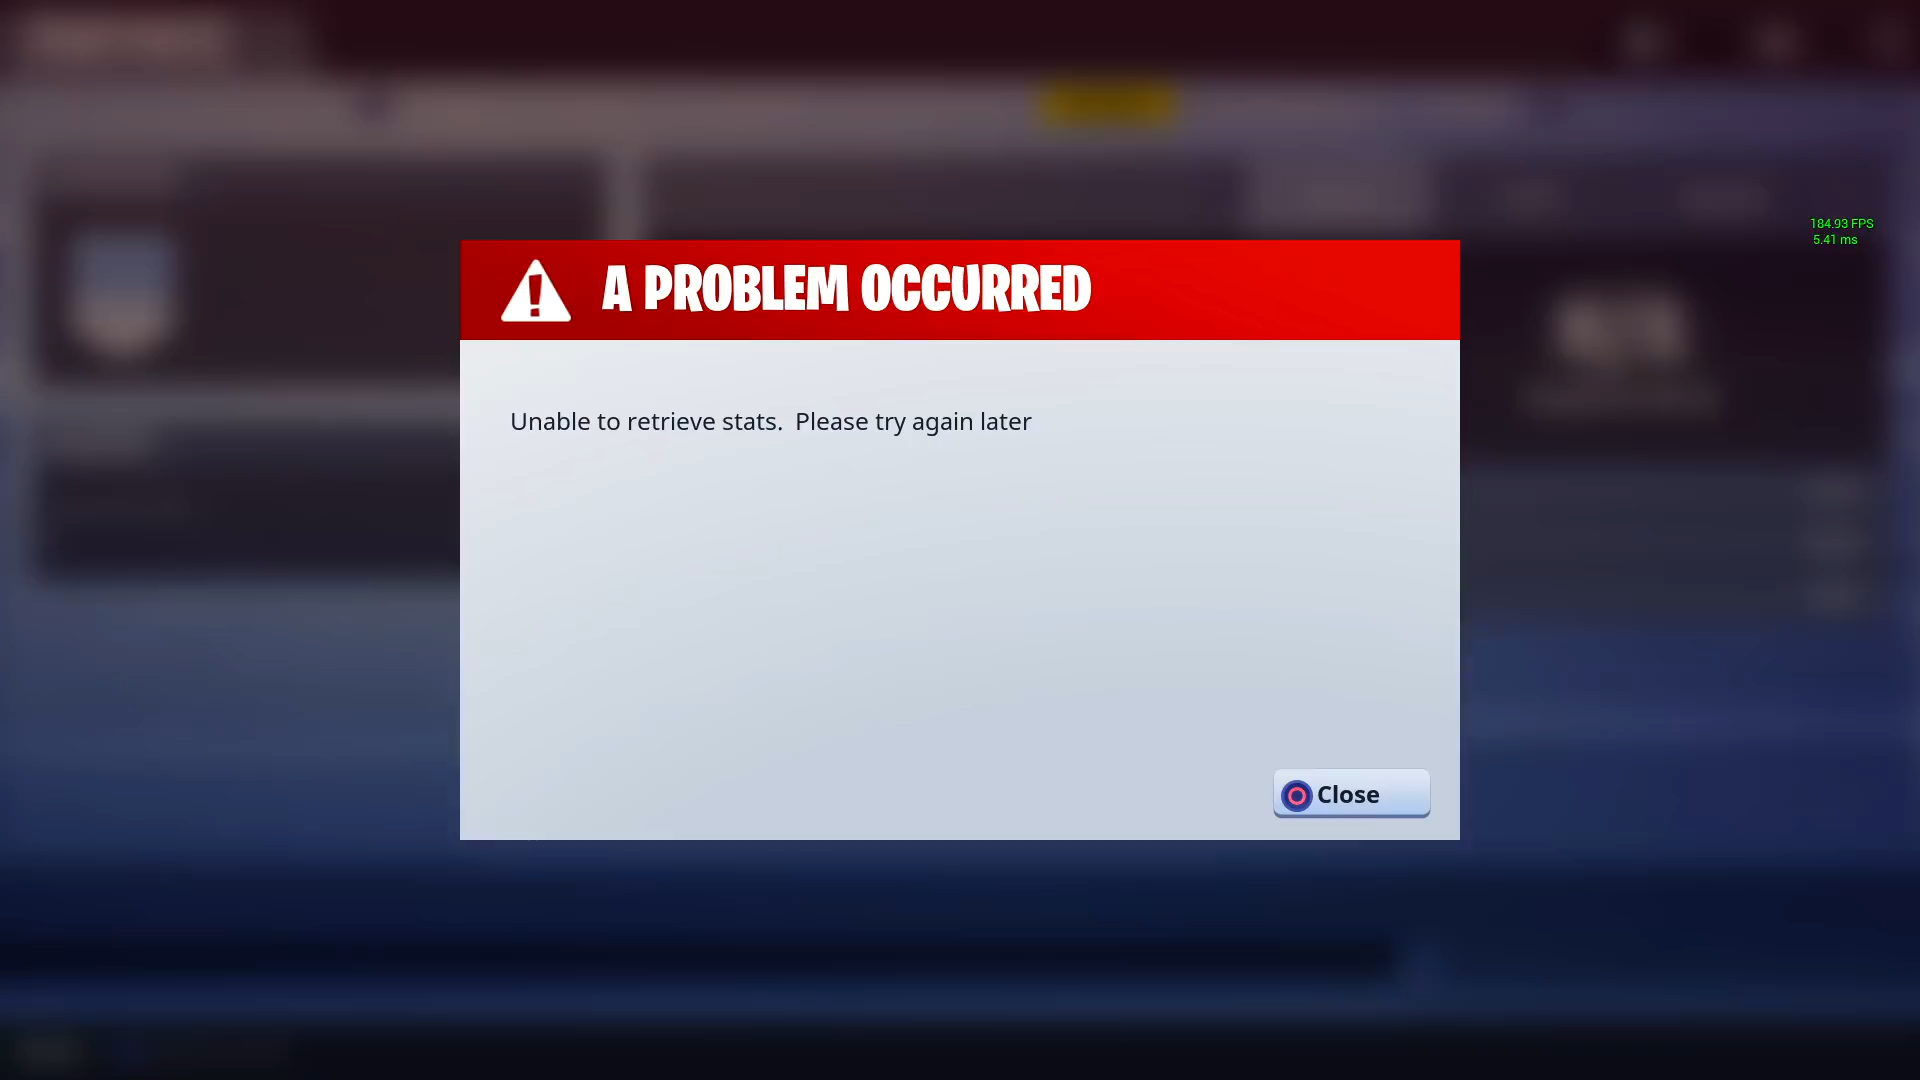 184.93 FPS
5.41 ms
A PROBLEM OCCURRED
Unable to retrieve stats.  Please try again later
Close